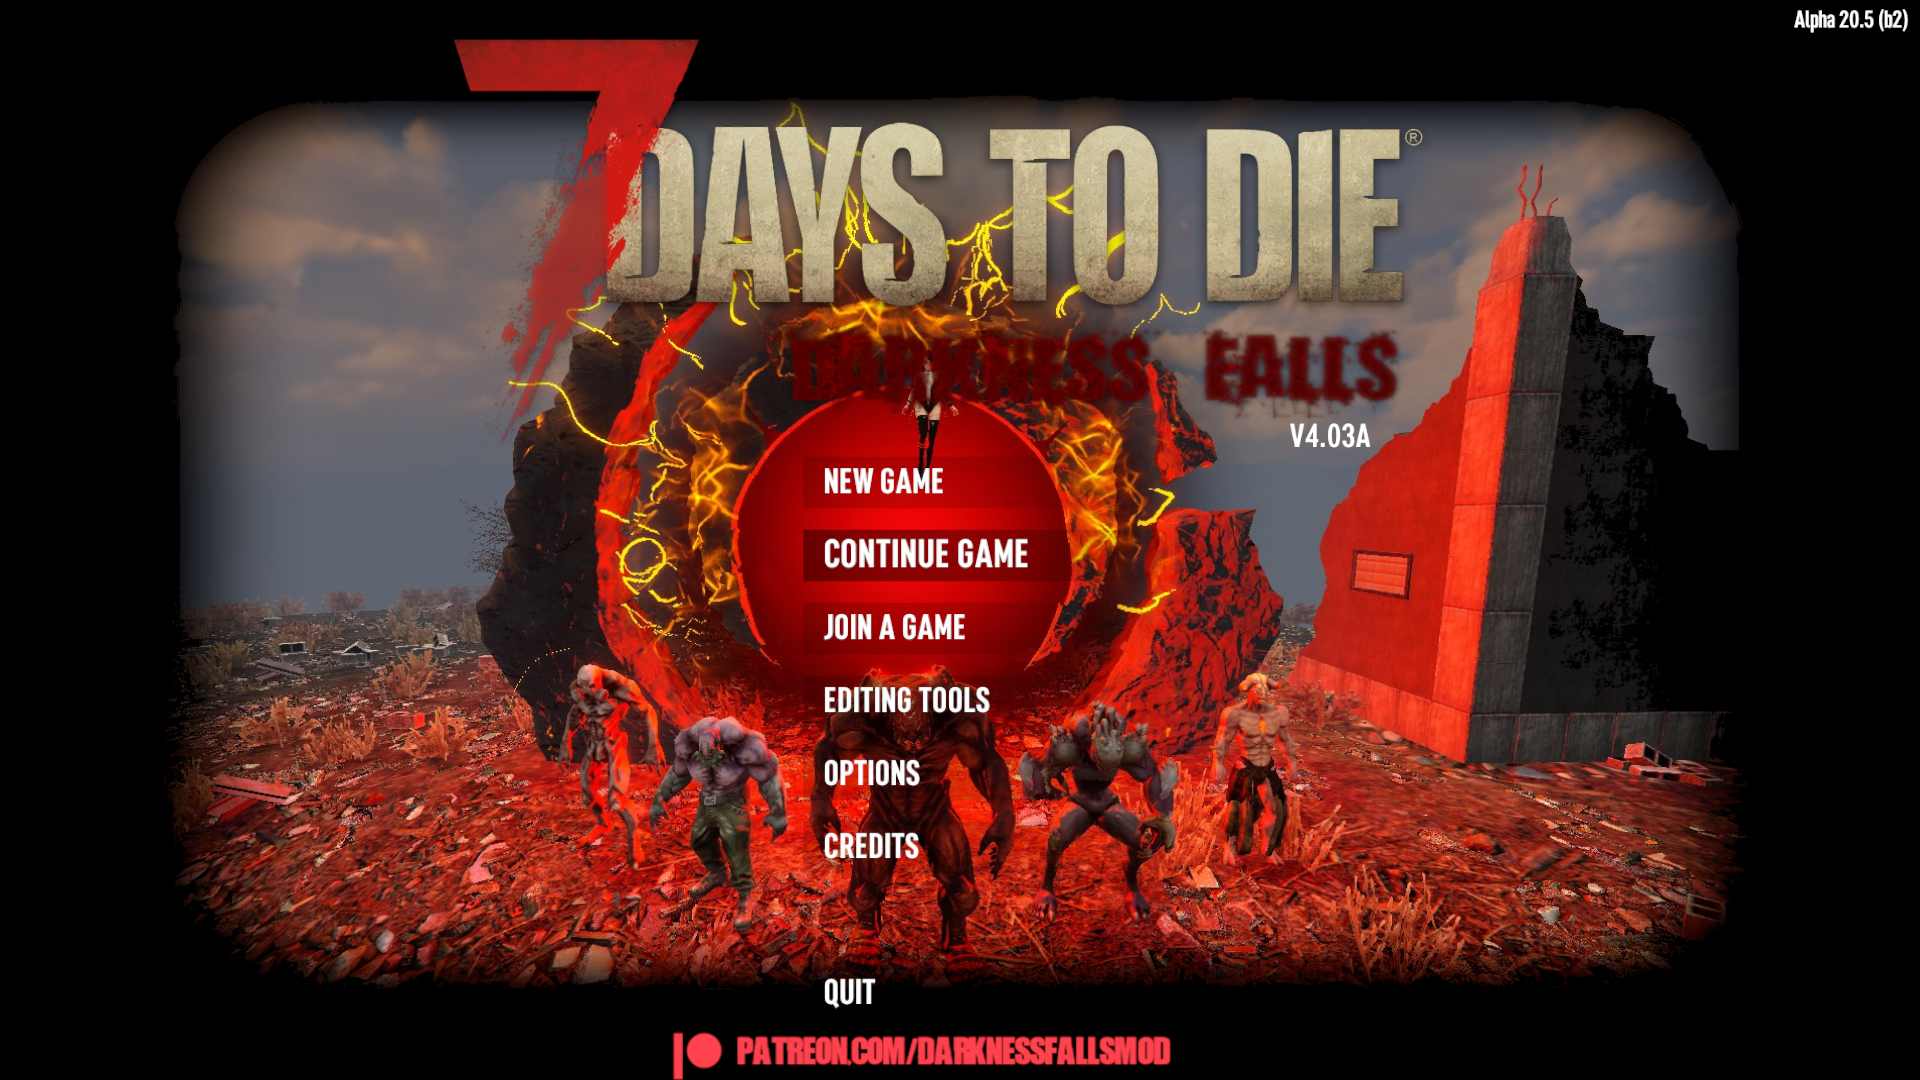 Alpha 20.5 (b2)
7 DAYS TO DIE®
DARKNESS FALLS
V4.03A
NEW GAME
CONTINUE GAME
JOIN A GAME
EDITING TOOLS
OPTIONS
CREDITS
QUIT
PATREON.COM/DARKNESSFALLSMOD